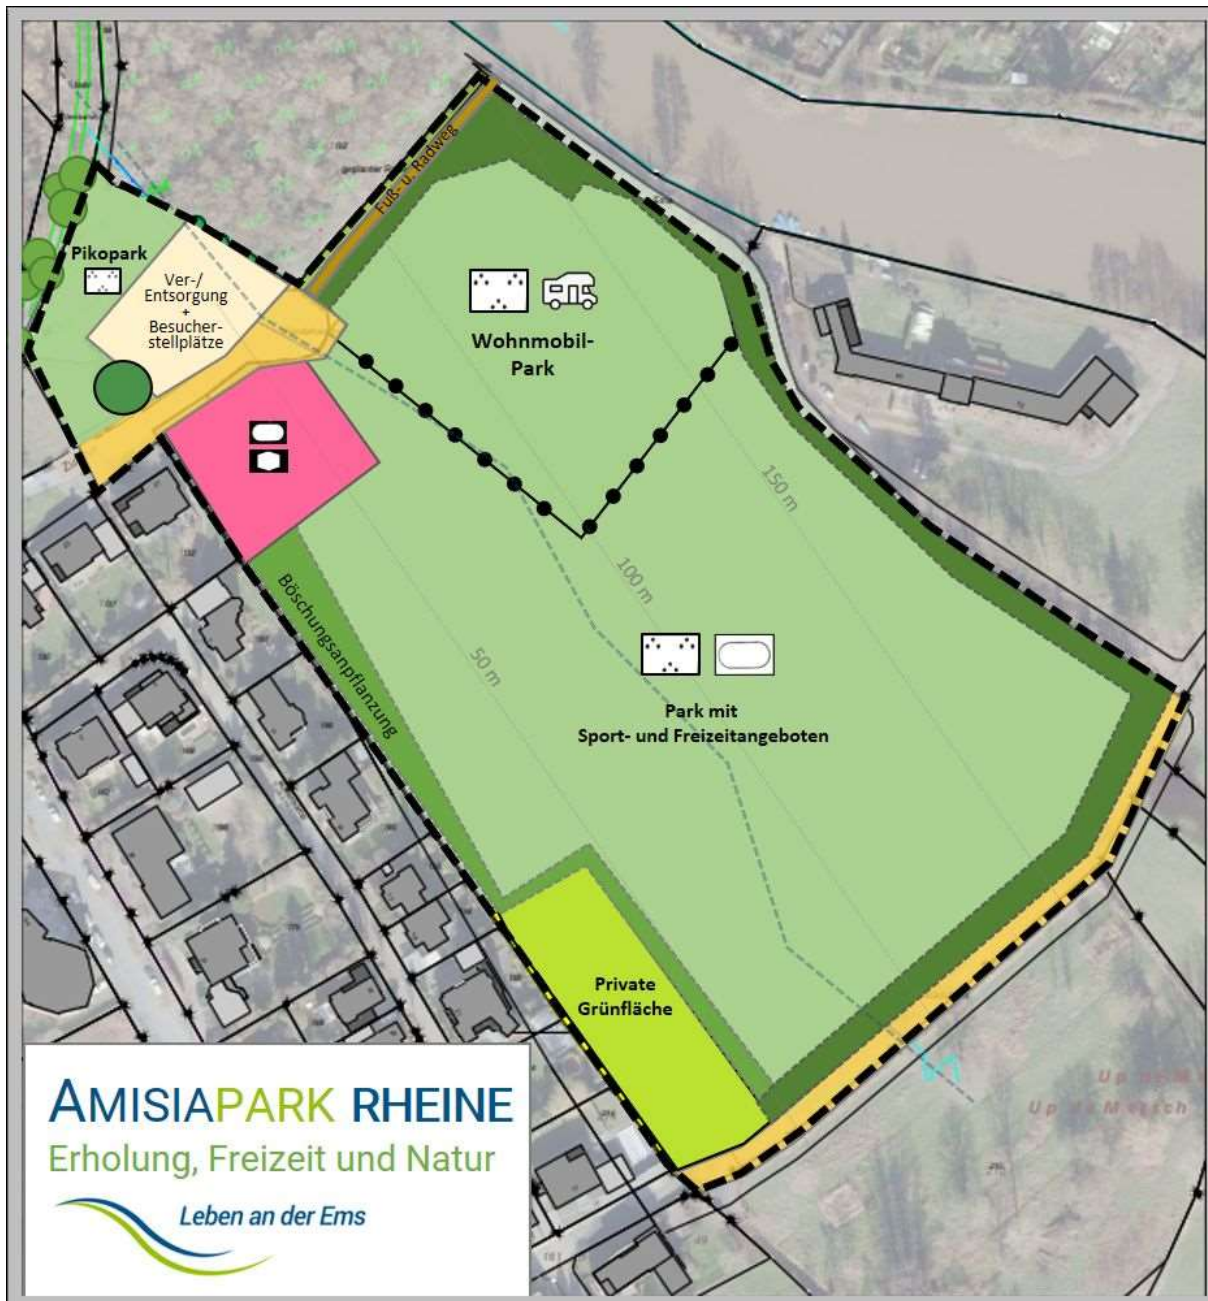 Fuß- u. Radweg
geplanter R
Pikopark
Ver-/
Entsorgung
+
Besucher-
stellplätze
Wohnmobil-
Park
150 m
100 m
50 m
Böschungsanpflanzung
Park mit
Sport- und Freizeitangeboten
Private
Grünfläche
AMISIAPARK RHEINE
Erholung, Freizeit und Natur
Leben an der Ems